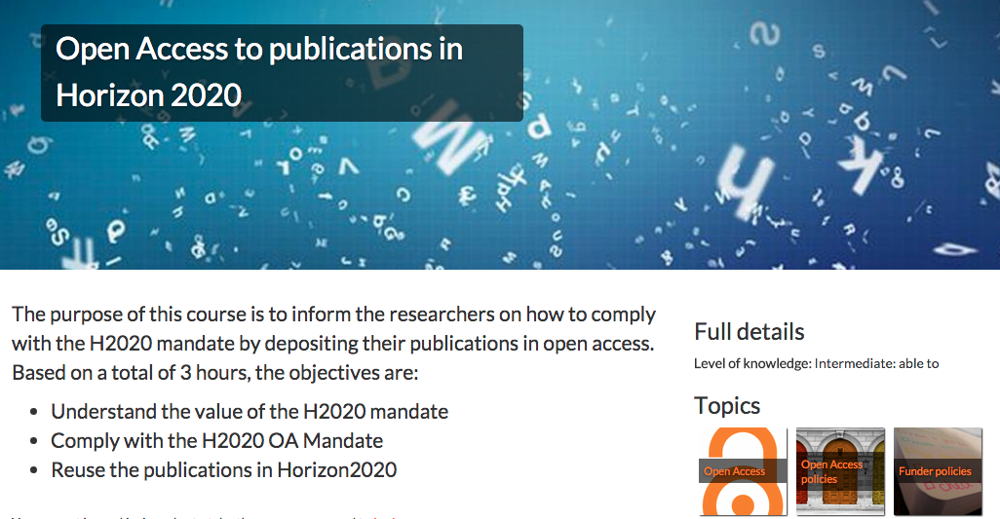 Open Access to publications in
Horizon 2020
The purpose of this course is to inform the researchers on how to comply
with the H2020 mandate by depositing their publications in open access.
Based on a total of 3 hours, the objectives are:
Understand the value of the H2020 mandate
Comply with the H2020 OA Mandate
Reuse the publications in Horizon2020
Full details
Level of knowledge: Intermediate: able to
Topics
Open Access
Open Access
policies
Funder policies